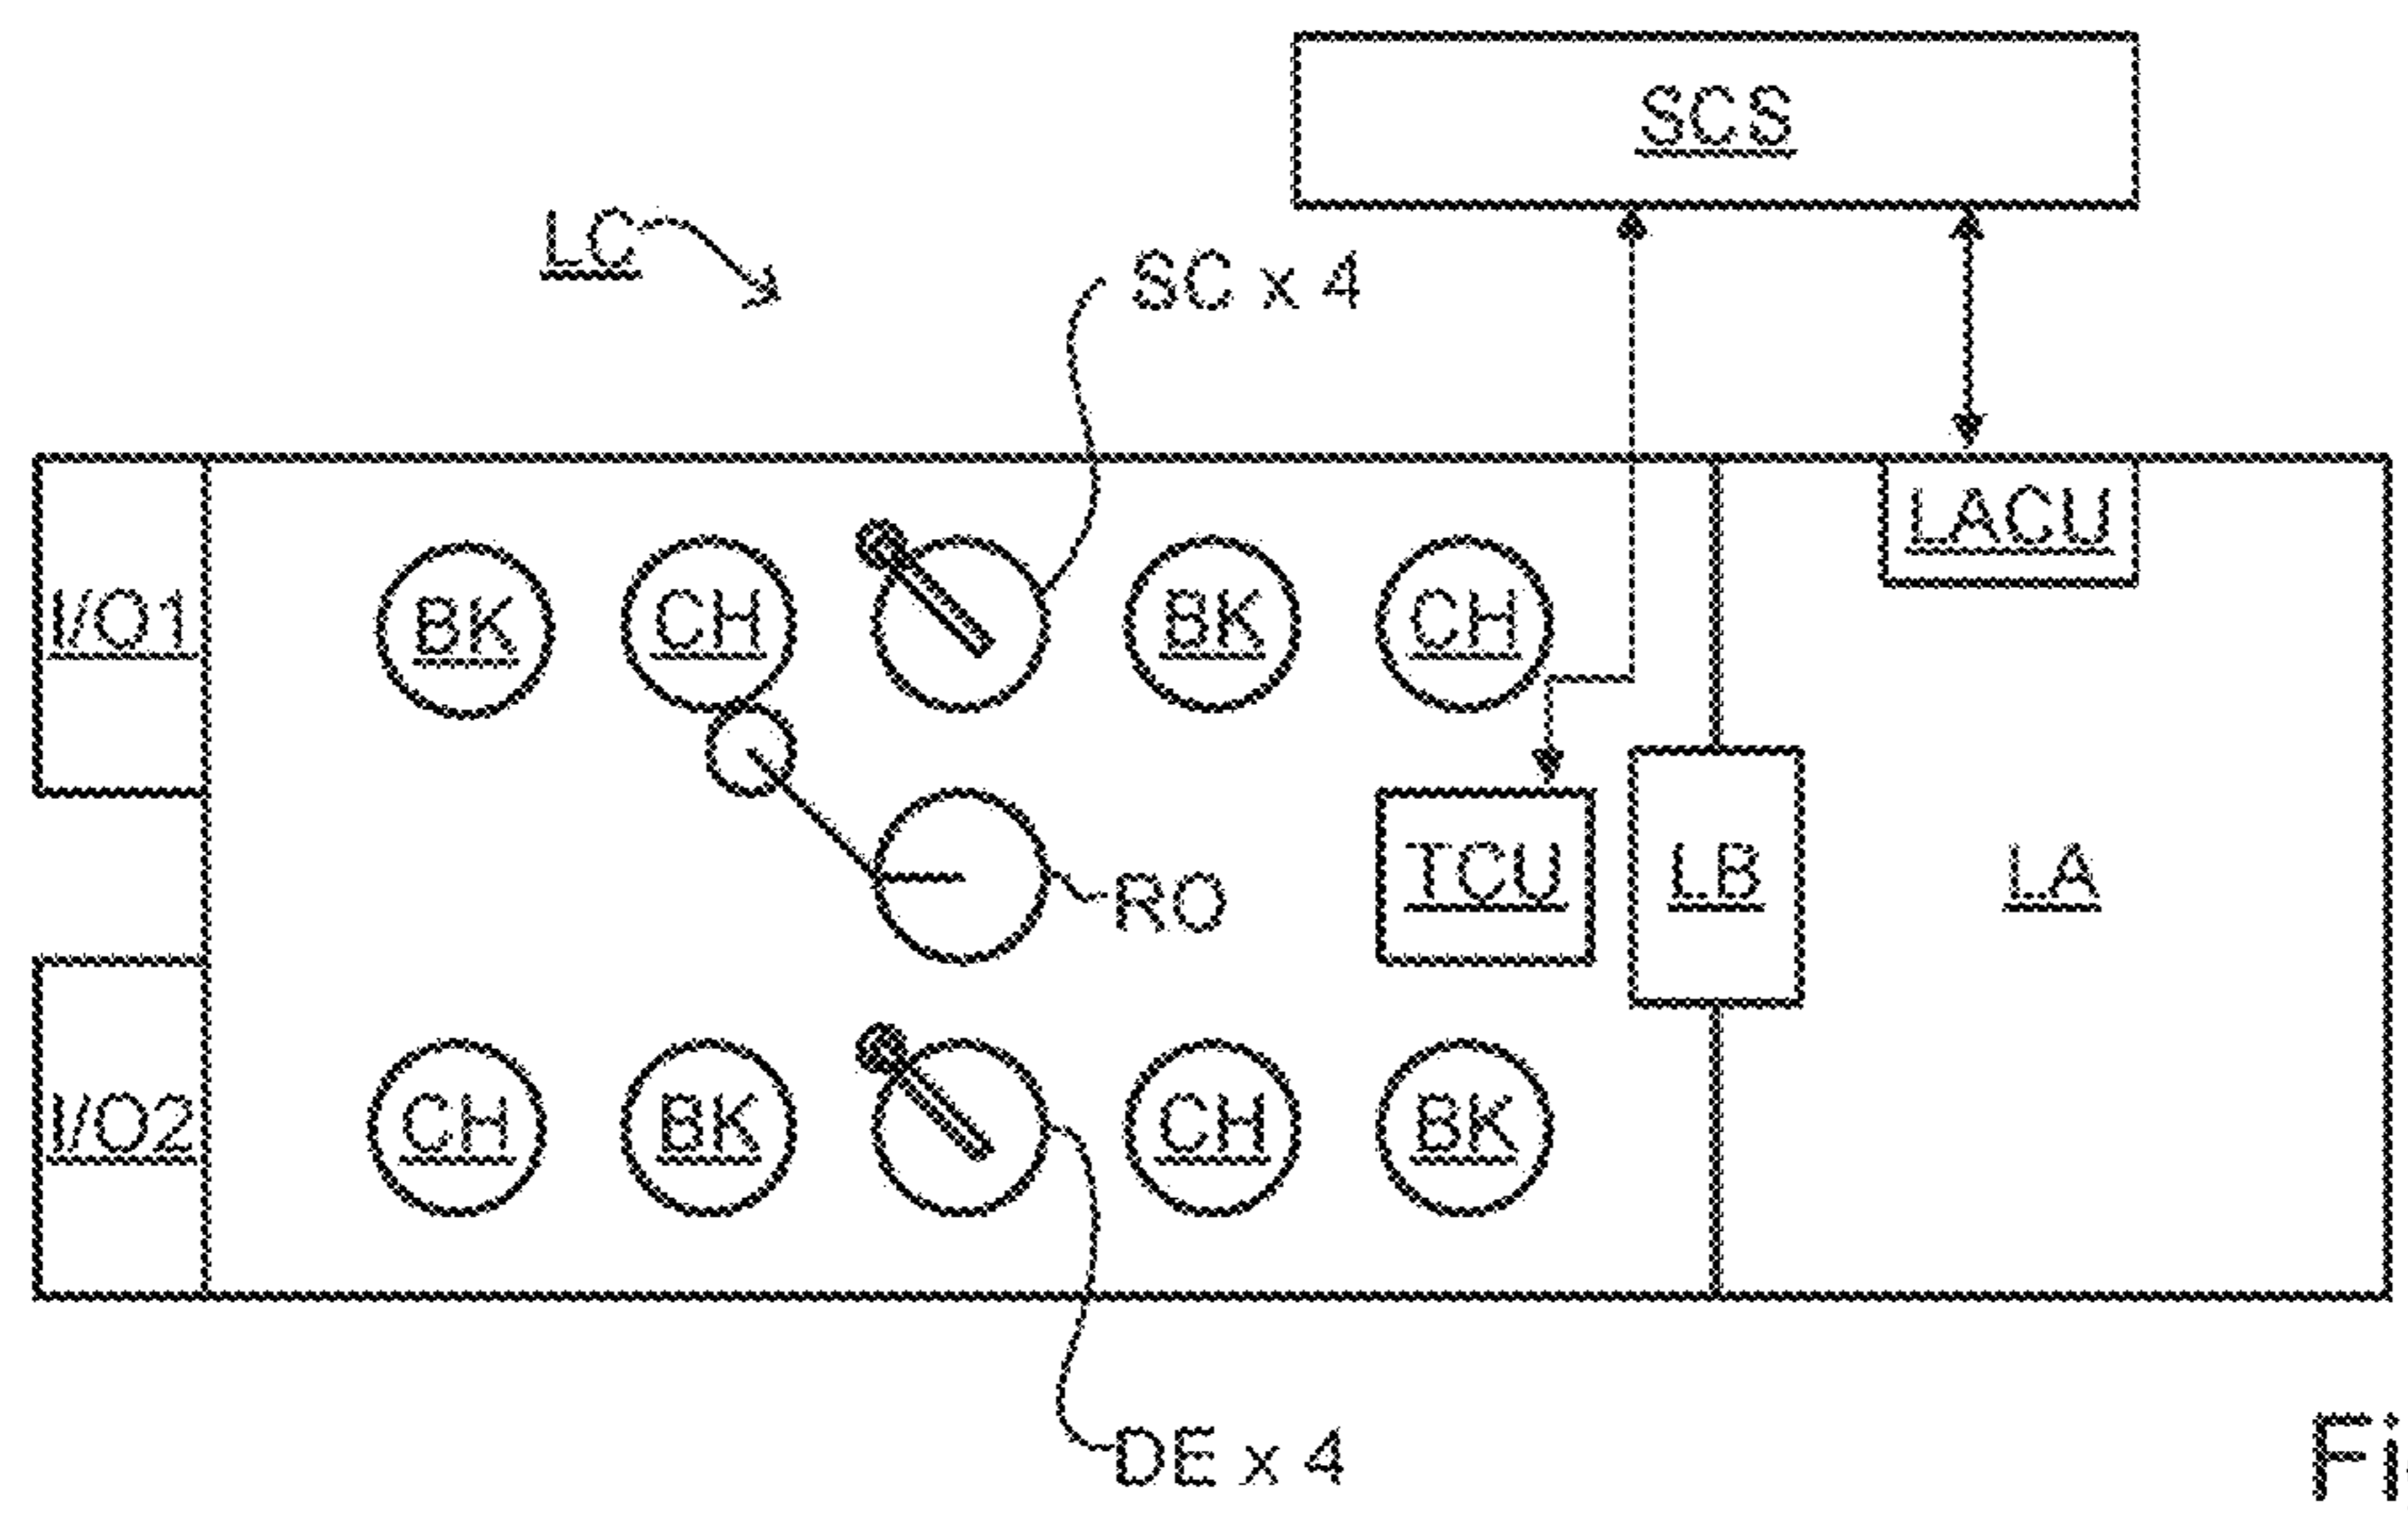 SCS
LC
SC x 4
LACU
I/O1
BK
CH
BK
CH
TCU
LB
LA
RO
I/O2
CH
BK
CH
BK
DE x 4
Fi